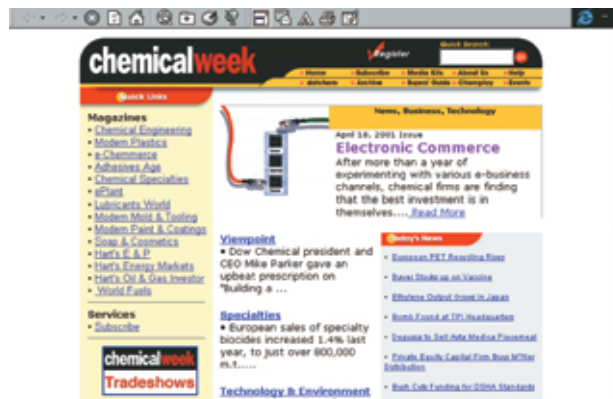 chemicalweek
Register
Quick Search:
Home
Subscribe
Media Kits
About Us
Help
Archive
Buyers' Guide
Events
Quick Links
Magazines
• Chemical Engineering
• Modern Plastics
• e-Chemmerce
• Adhesives Age
• Chemical Specialties
• ePlant
• Lubricants World
• Modern Mold & Tooling
• Modern Paint & Coatings
• Soap & Cosmetics
• Hart's E & P
• Hart's Energy Markets
• Hart's Oil & Gas Investor
• World Fuels
Services
• Subscribe
chemicalweek
Tradeshows
News, Business, Technology
April 18, 2001 Issue
Electronic Commerce
After more than a year of
experimenting with various e-business
channels, chemical firms are finding
that the best investment is in
themselves.... Read More
Viewpoint
• Dow Chemical president and
CEO Mike Parker gave an
upbeat prescription on
"Building a ...
Specialties
• European sales of specialty
biocides increased 1.4% last
year, to just over 800,000
m.t.....
Technology & Environment
Today's News
• European PET Recycling Rises
• Bayer Stocks up on Vaccine
• Ethylene Output Grows in Japan
• Bomb Found at TPI Headquarters
• Degussa to Sell Asta Medica Piecemeal
• Private Equity Capital Firm Buys
Distribution
• Bush Cuts Funding for OSHA Standards